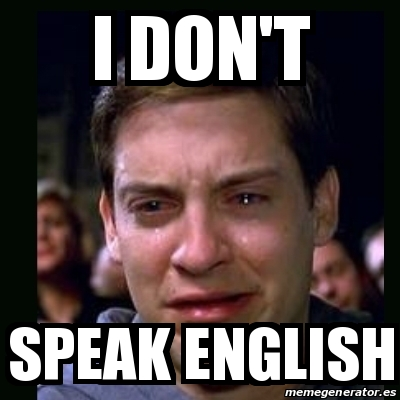 I DON'T
SPEAK ENGLISH
memegenerator.es